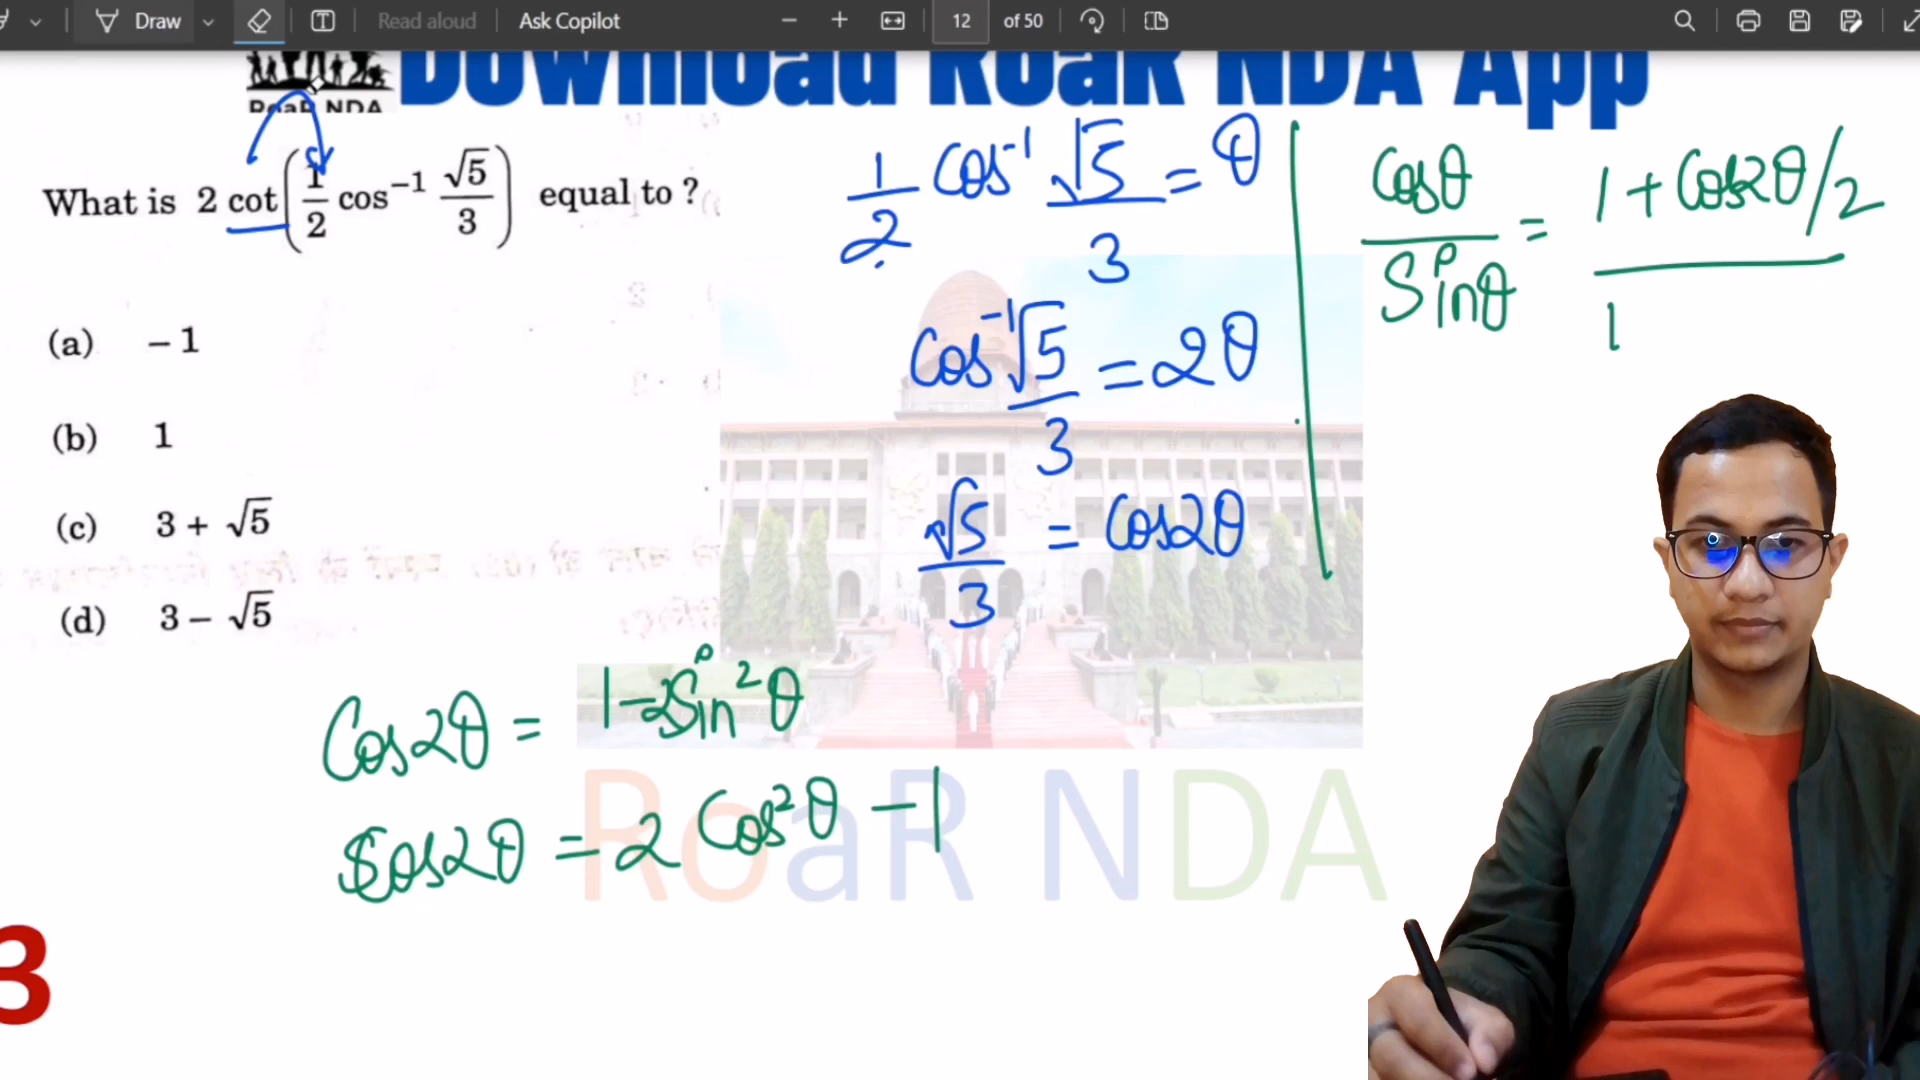 Draw
Read aloud
Ask Copilot
12 of 50
RoaR NDA
Download RoaR NDA App
What is 2 cot(1/2 cos⁻¹ √5/3) equal to ?
(a) – 1
(b) 1
(c) 3 + √5
(d) 3 – √5
1/2 cos⁻¹ √5/3 = θ
Cos⁻¹ √5/3 = 2θ
√5/3 = Cos2θ
Cosθ/Sinθ = 1 + Cos2θ/2
1
Cos2θ = 1-2Sin²θ
Cos2θ = 2 Cos²θ - 1
RoaR NDA
3